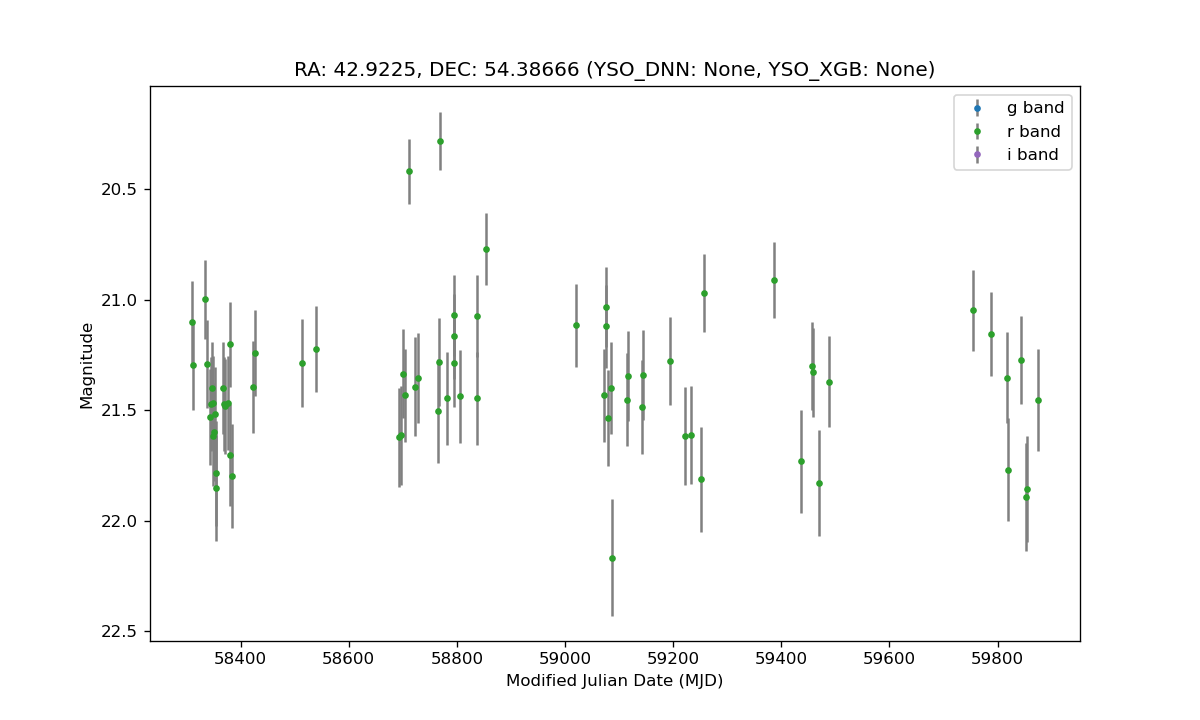 RA: 42.9225, DEC: 54.38666 (YSO_DNN: None, YSO_XGB: None)
g band
r band
i band
20.5
21.0
21.5
22.0
22.5
Magnitude
58400 58600 58800 59000 59200 59400 59600 59800
Modified Julian Date (MJD)